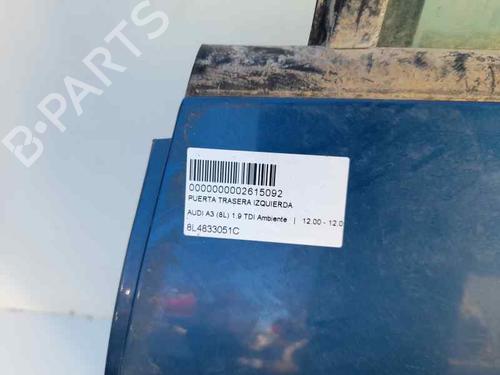 B-PARTS
0000000002615092
PUERTA TRASERA IZQUIERDA
AUDI A3 (8L) 1.9 TDI Ambiente | 12.00 - 12.0
8L4833051C